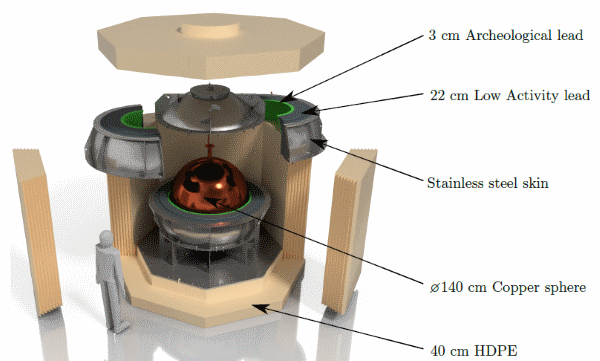 3 cm Archeological lead
22 cm Low Activity lead
Stainless steel skin
⌀140 cm Copper sphere
40 cm HDPE